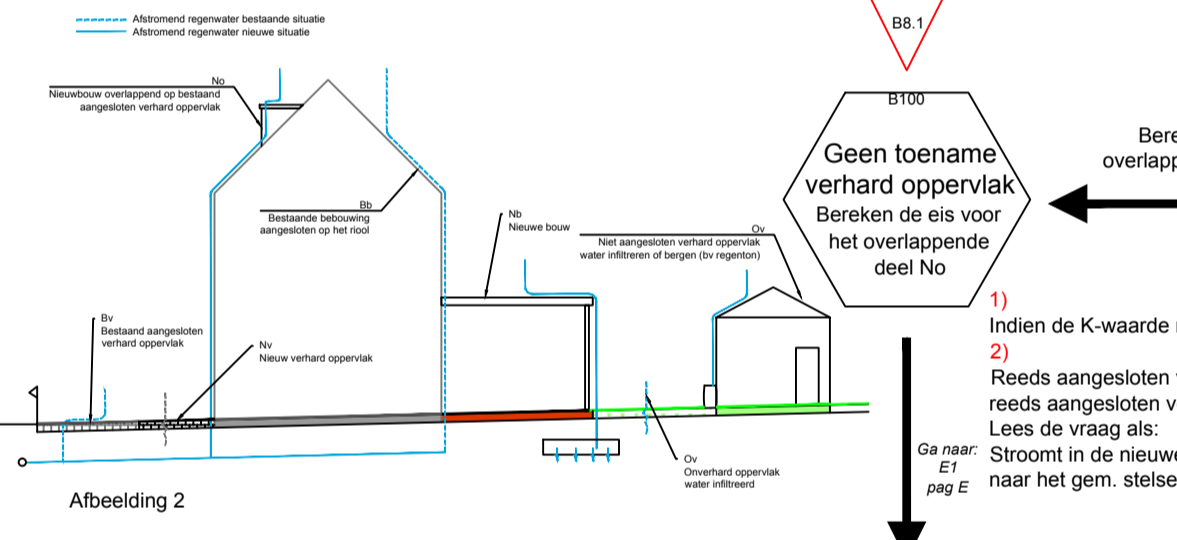 Afstromend regenwater bestaande situatie
Afstromend regenwater nieuwe situatie
No
Nieuwbouw overlappend op bestaand
aangesloten verhard oppervlak
Bb
Bestaande bebouwing
aangesloten op het riool
Nb
Nieuwe bouw
Ov
Niet aangesloten verhard oppervlak
water infiltreren of bergen (bv regenton)
Bv
Bestaand aangesloten
verhard oppervlak
Nv
Nieuw verhard oppervlak
Ov
Onverhard oppervlak
water infiltreerd
Afbeelding 2
B8.1
B100
Geen toename
verhard oppervlak
Bereken de eis voor
het overlappende
deel No
Bere
overlapp
1)
Indien de K-waarde
2)
Reeds aangesloten
reeds aangesloten v
Lees de vraag als:
Stroomt in de nieuwe
naar het gem. stelse
Ga naar:
E1
pag E